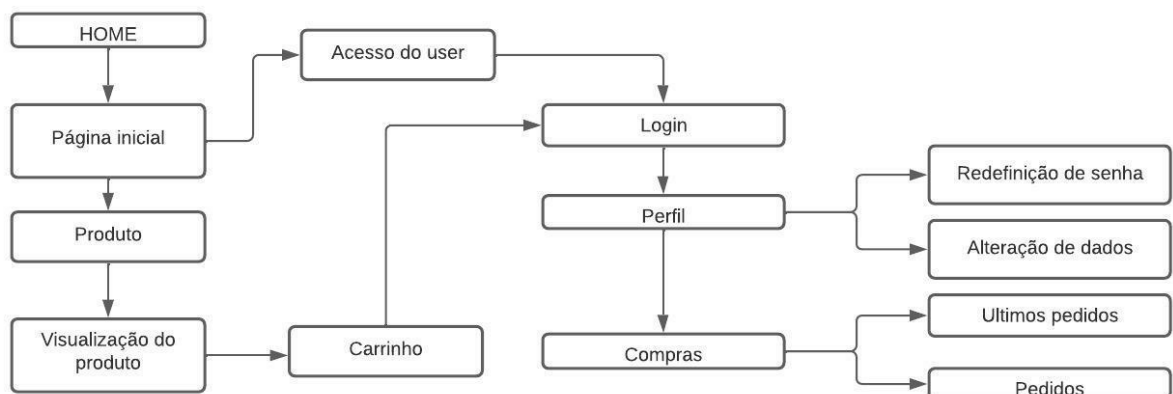 HOME
Acesso do user
Página inicial
Login
Redefinição de senha
Produto
Perfil
Alteração de dados
Ultimos pedidos
Visualização do
produto
Carrinho
Compras
Pedidos